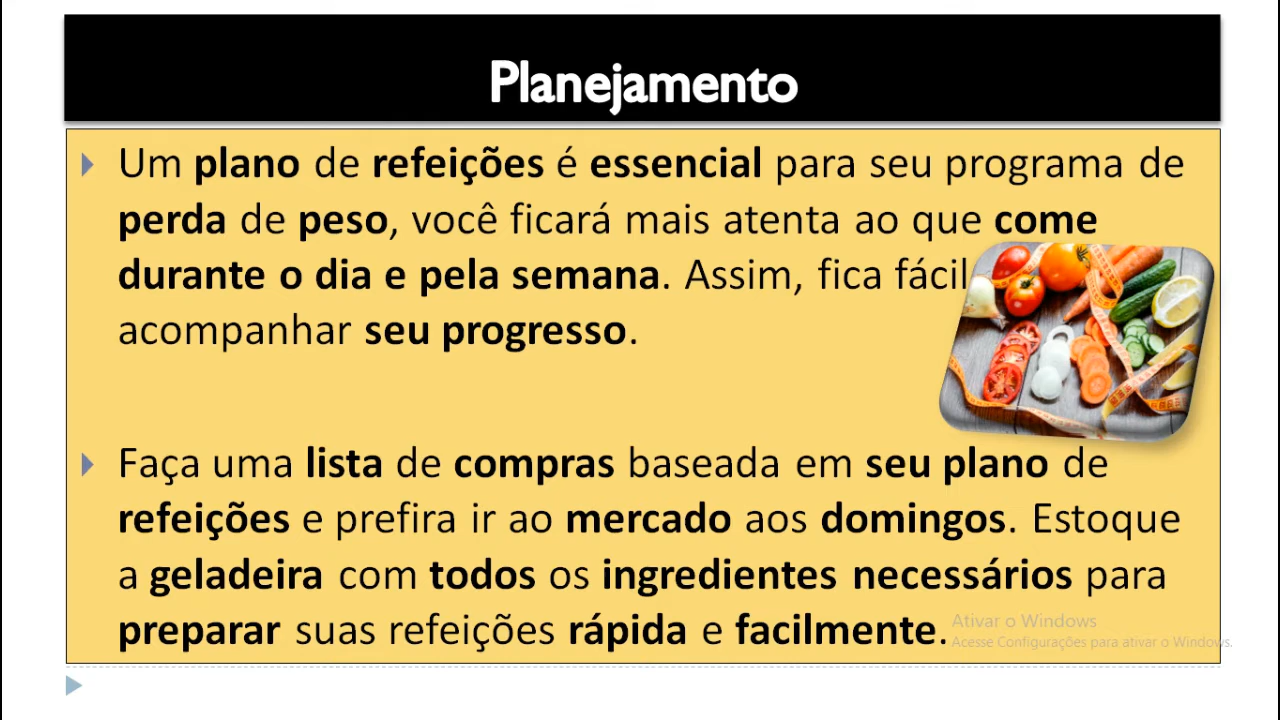 Planejamento
Um plano de refeições é essencial para seu programa de
perda de peso, você ficará mais atenta ao que come
durante o dia e pela semana. Assim, fica fácil
acompanhar seu progresso.
Faça uma lista de compras baseada em seu plano de
refeições e prefira ir ao mercado aos domingos. Estoque
a geladeira com todos os ingredientes necessários para
preparar suas refeições rápida e facilmente.
Ativar o Windows
Acesse Configurações para ativar o Windows.